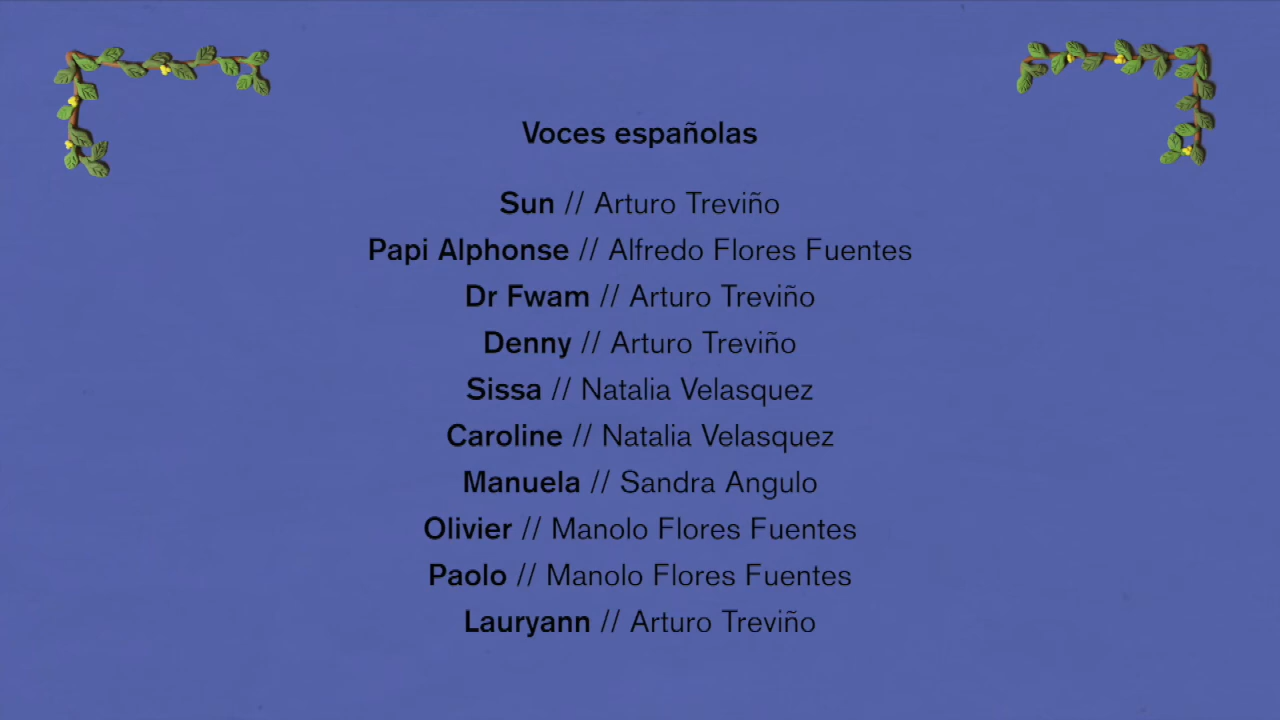 Voces españolas
Sun // Arturo Treviño
Papi Alphonse // Alfredo Flores Fuentes
Dr Fwam // Arturo Treviño
Denny // Arturo Treviño
Sissa // Natalia Velasquez
Caroline // Natalia Velasquez
Manuela // Sandra Angulo
Olivier // Manolo Flores Fuentes
Paolo // Manolo Flores Fuentes
Lauryann // Arturo Treviño